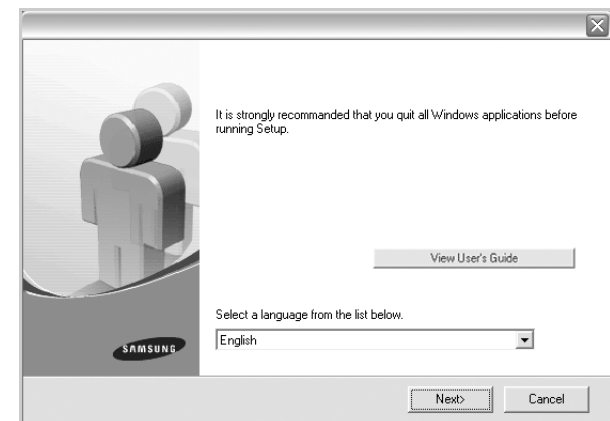 It is strongly recommanded that you quit all Windows applications before
running Setup.
View User's Guide
Select a language from the list below.
English
SAMSUNG
Next>
Cancel